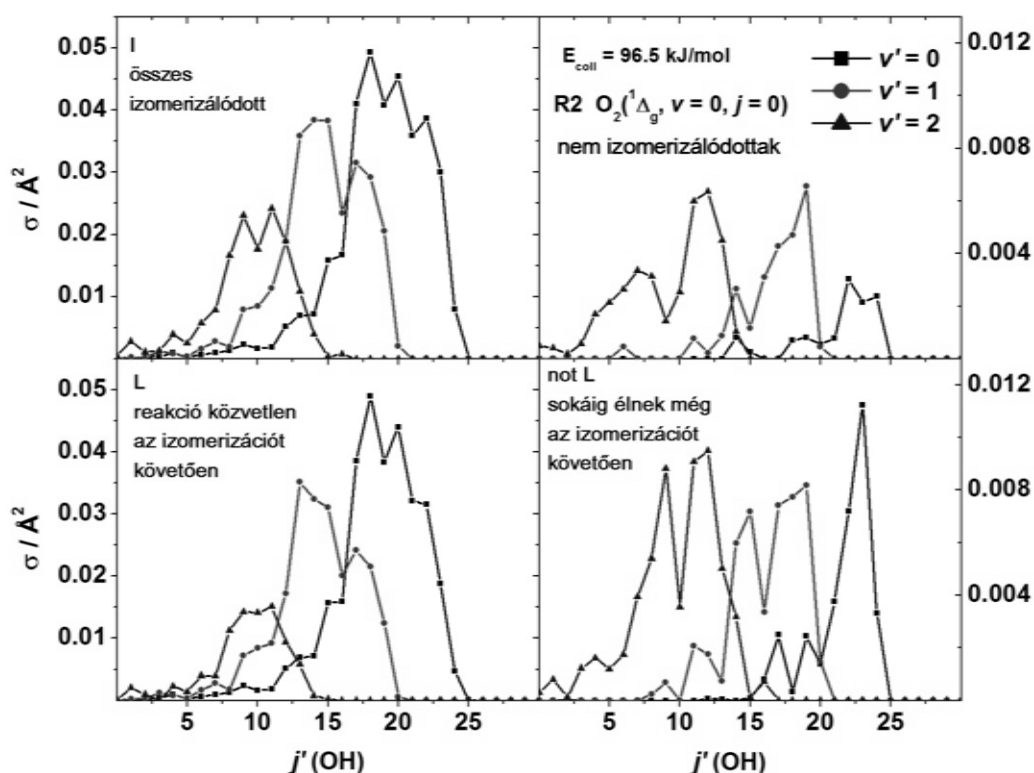 I
összes
izomerizálódott
E_coll = 96.5 kJ/mol
R2 O₂(¹Δ_g, v = 0, j = 0)
nem izomerizálódottak
v' = 0
v' = 1
v' = 2
0.05
0.04
0.03
0.02
0.01
σ / Å²
0.012
0.008
0.004
L
reakció közvetlen
az izomerizációt
követően
not L
sokáig élnek még
az izomerizációt
követően
0.05
0.04
0.03
0.02
0.01
σ / Å²
0.012
0.008
0.004
5 10 15 20 25
5 10 15 20 25
j' (OH)
j' (OH)